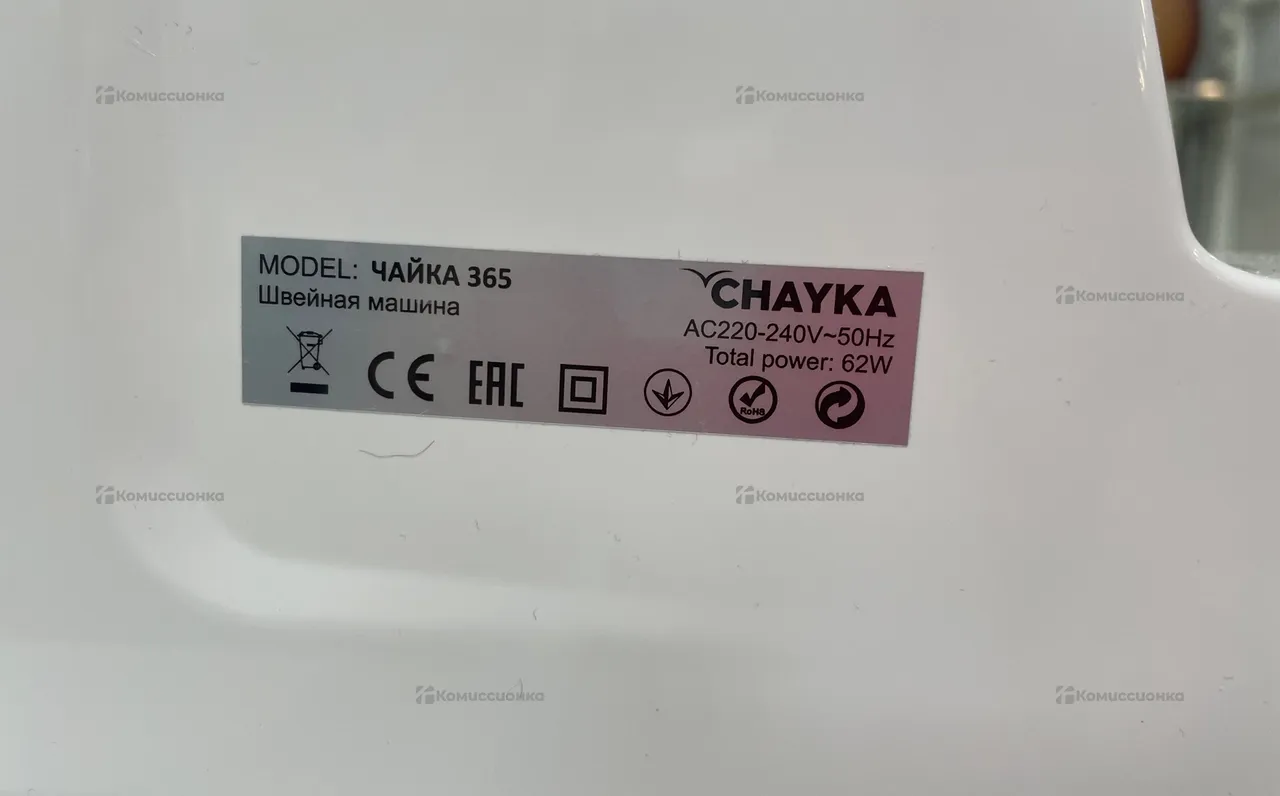 MODEL: ЧАЙКА 365
Швейная машина
CHAYKA
AC220-240V~50Hz
Total power: 62W
CE EAC
RoHS
Комиссионка
Комиссионка
Комиссионка
Комиссионка
Комиссионка
Комиссионка
Комиссионка